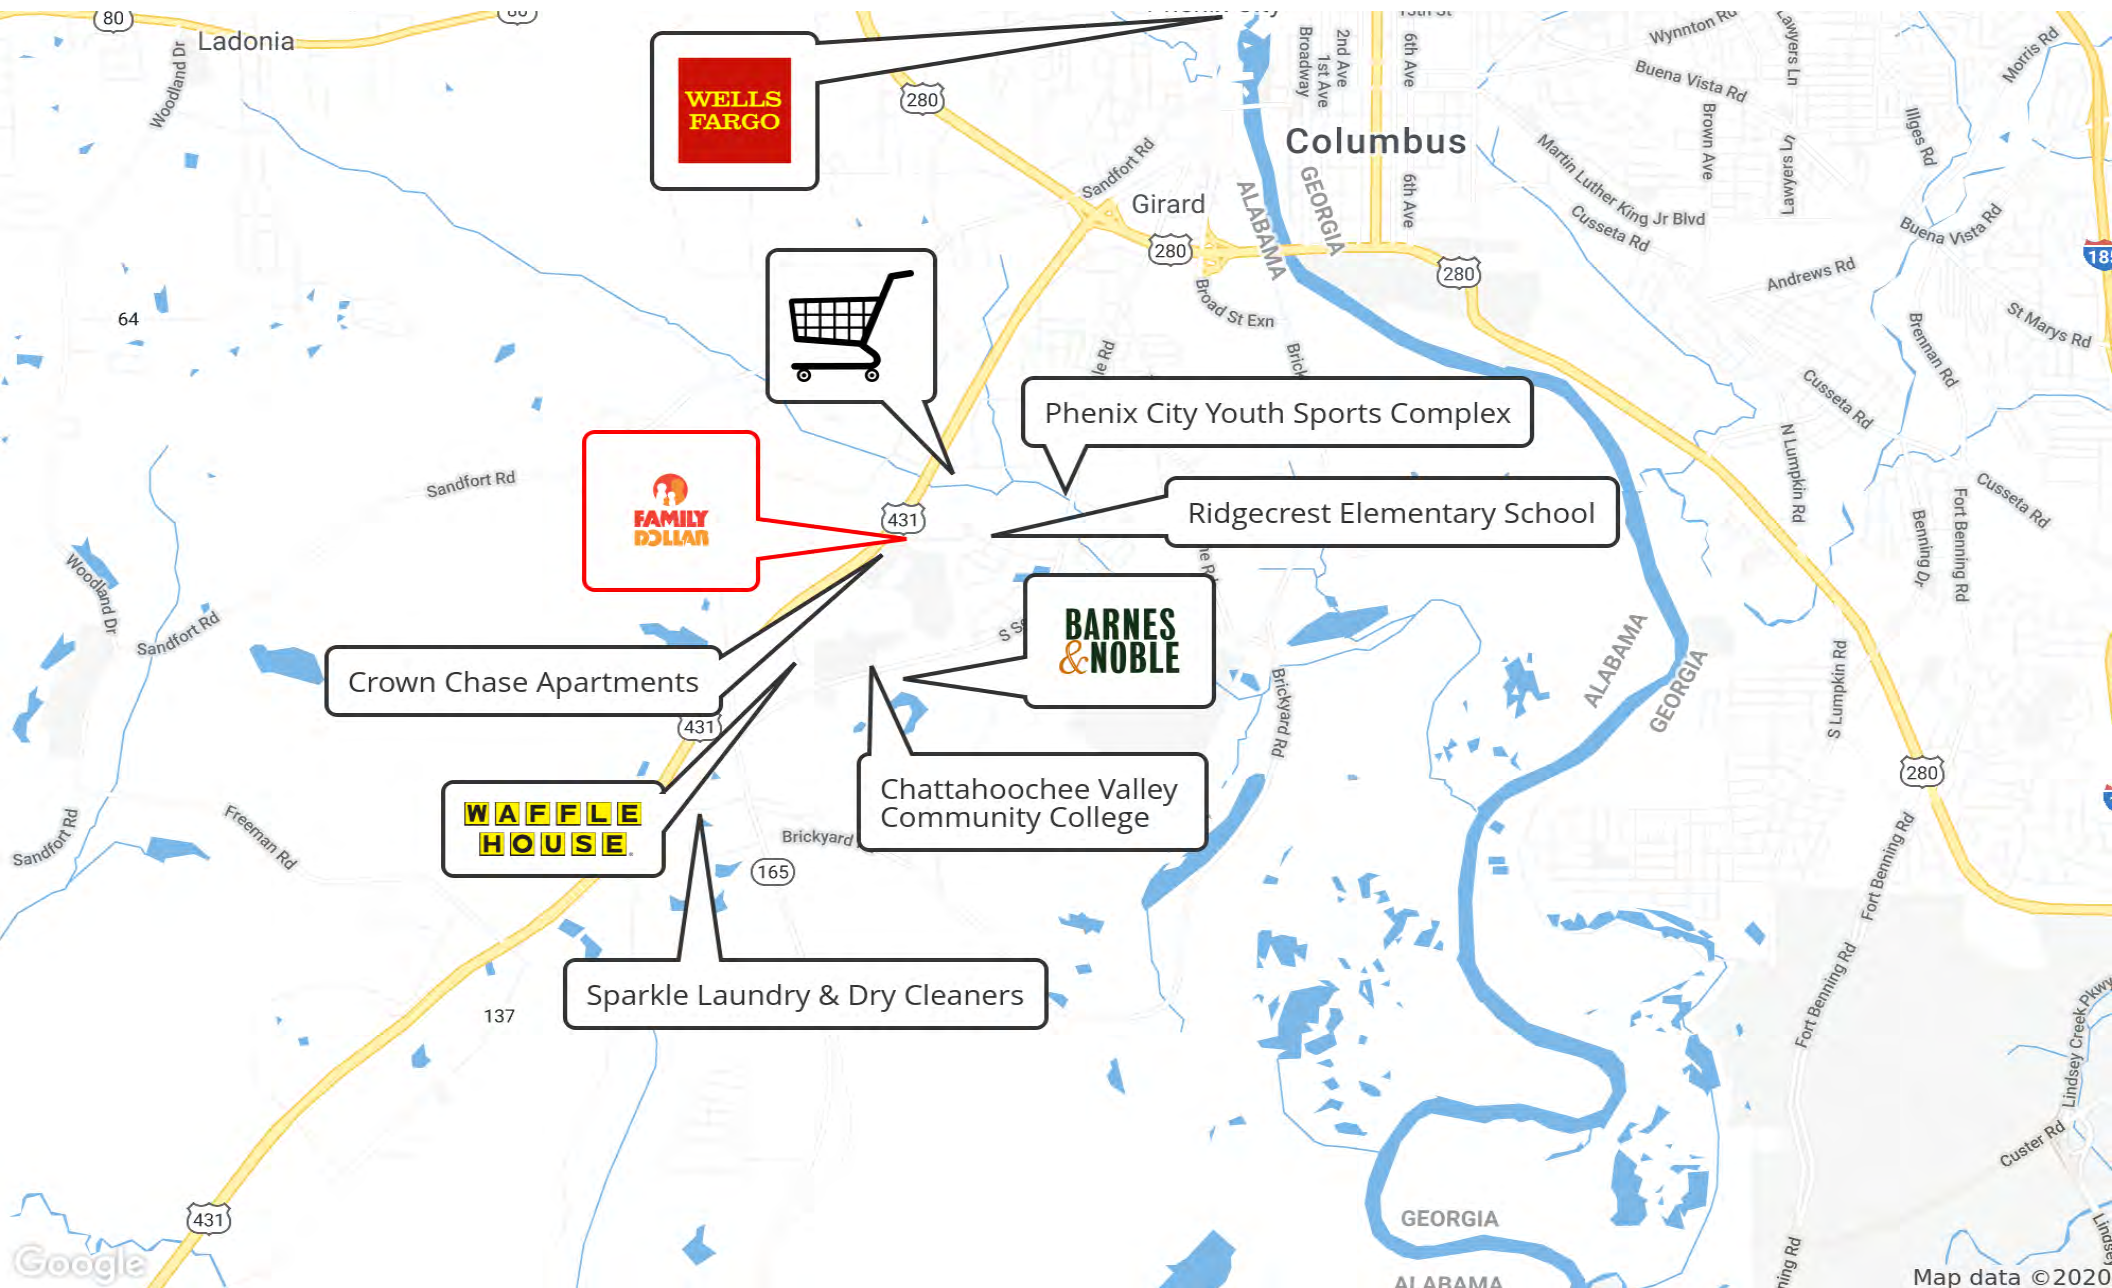 80
Ladonia
Woodland Dr
WELLS
FARGO
280
Sandfort Rd
Girard
280
Broad St Exn
Columbus
13th St
Broadway
1st Ave
2nd Ave
6th Ave
6th Ave
ALABAMA
GEORGIA
280
Wynnton Rd
Buena Vista Rd
Lawyers Ln
Brown Ave
Lawyers Ln
Martin Luther King Jr Blvd
Cusseta Rd
Morris Rd
Illges Rd
Buena Vista Rd
Andrews Rd
185
St Marys Rd
Brennan Rd
Cusseta Rd
64
Phenix City Youth Sports Complex
Sandfort Rd
FAMILY
DOLLAR
431
Ridgecrest Elementary School
N Lumpkin Rd
Cusseta Rd
Benning Dr
Fort Benning Rd
Woodland Dr
Sandfort Rd
BARNES
&NOBLE
Crown Chase Apartments
431
Brickyard Rd
ALABAMA
GEORGIA
S Lumpkin Rd
280
WAFFLE
HOUSE
Chattahoochee Valley
Community College
Brickyard
165
Sandfort Rd
Freeman Rd
Sparkle Laundry & Dry Cleaners
137
Fort Benning Rd
Fort Benning Rd
Lindsey Creek Pkwy
Custer Rd
431
GEORGIA
ALABAMA
Google
Map data ©2020